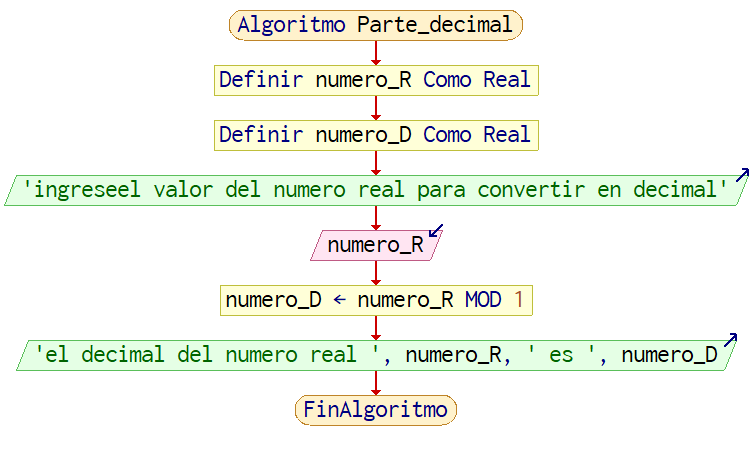 Algoritmo Parte_decimal
Definir numero_R Como Real
Definir numero_D Como Real
'ingreseel valor del numero real para convertir en decimal'
numero_R
numero_D ← numero_R MOD 1
'el decimal del numero real ', numero_R, ' es ', numero_D
FinAlgoritmo